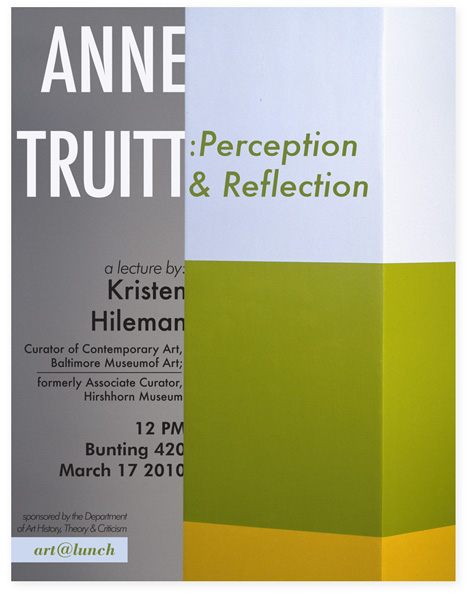 ANNE
TRUITT:Perception
& Reflection
a lecture by:
Kristen
Hileman
Curator of Contemporary Art,
Baltimore Museumof Art;
formerly Associate Curator,
Hirshhorn Museum
12 PM
Bunting 420
March 17 2010
sponsored by the Department
of Art History, Theory & Criticism
art@lunch